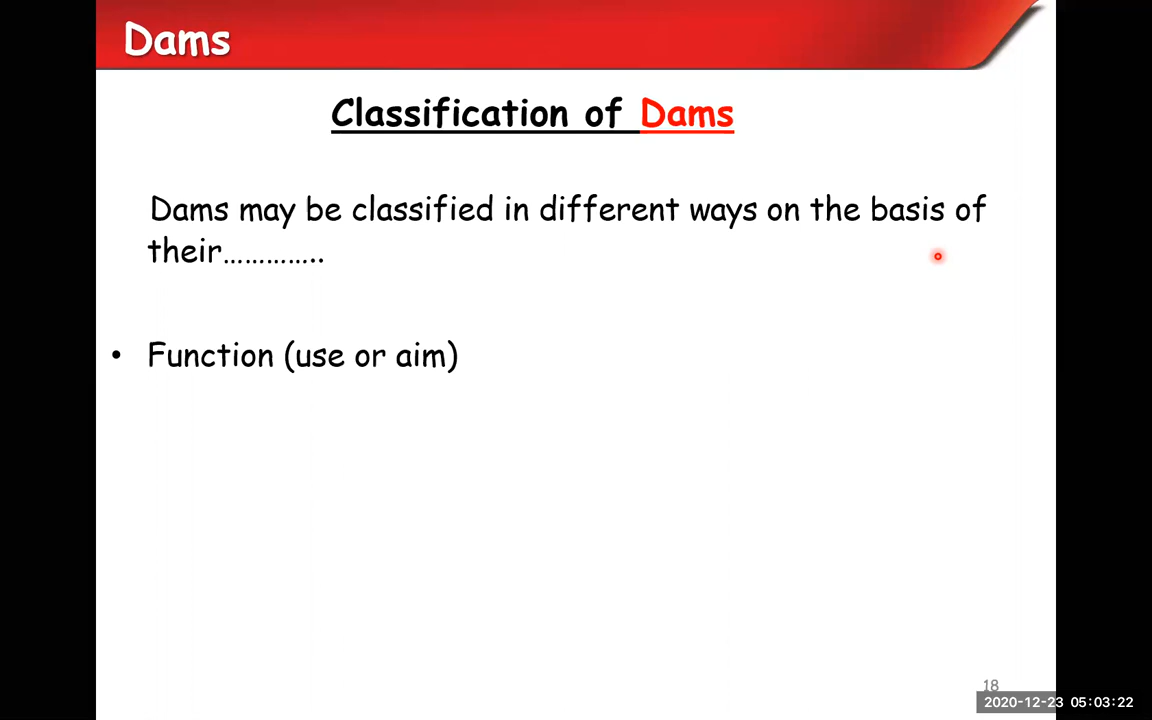 Dams
Classification of Dams
Dams may be classified in different ways on the basis of
their…………..
• Function (use or aim)
18
2020-12-23 05:03:22